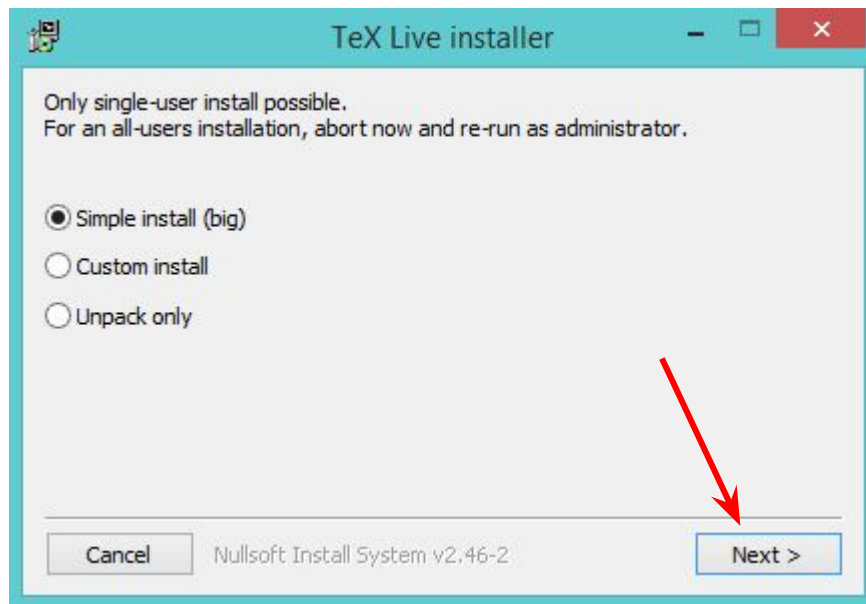 TeX Live installer
Only single-user install possible.
For an all-users installation, abort now and re-run as administrator.
Simple install (big)
Custom install
Unpack only
Cancel
Nullsoft Install System v2.46-2
Next >